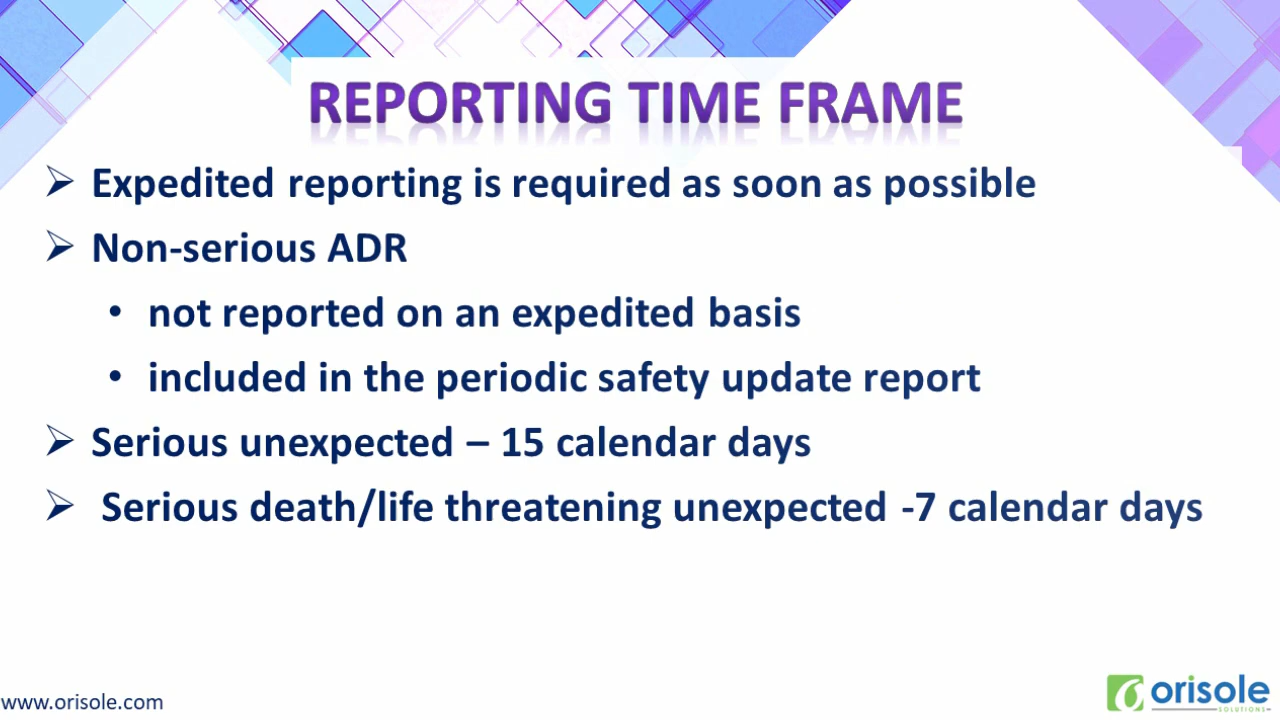 REPORTING TIME FRAME
➢ Expedited reporting is required as soon as possible
➢ Non-serious ADR
• not reported on an expedited basis
• included in the periodic safety update report
➢ Serious unexpected – 15 calendar days
➢ Serious death/life threatening unexpected -7 calendar days
www.orisole.com
orisole
SOLUTIONS